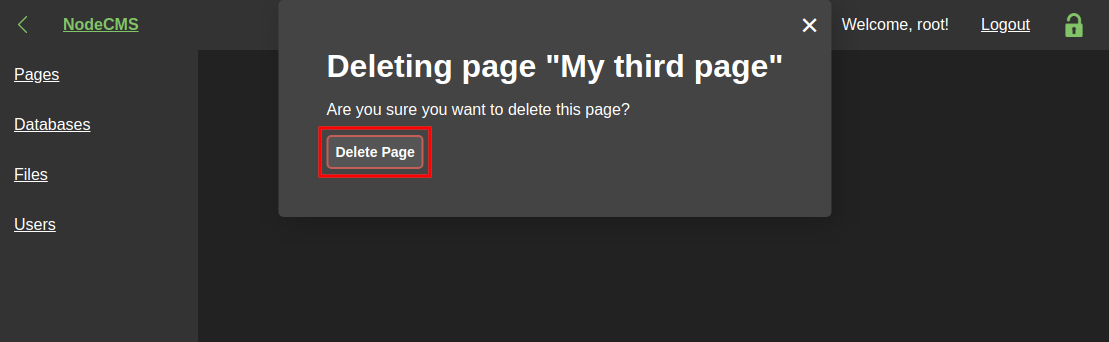 NodeCMS
Welcome, root!
Logout
Pages
Databases
Files
Users
Deleting page "My third page"
Are you sure you want to delete this page?
Delete Page